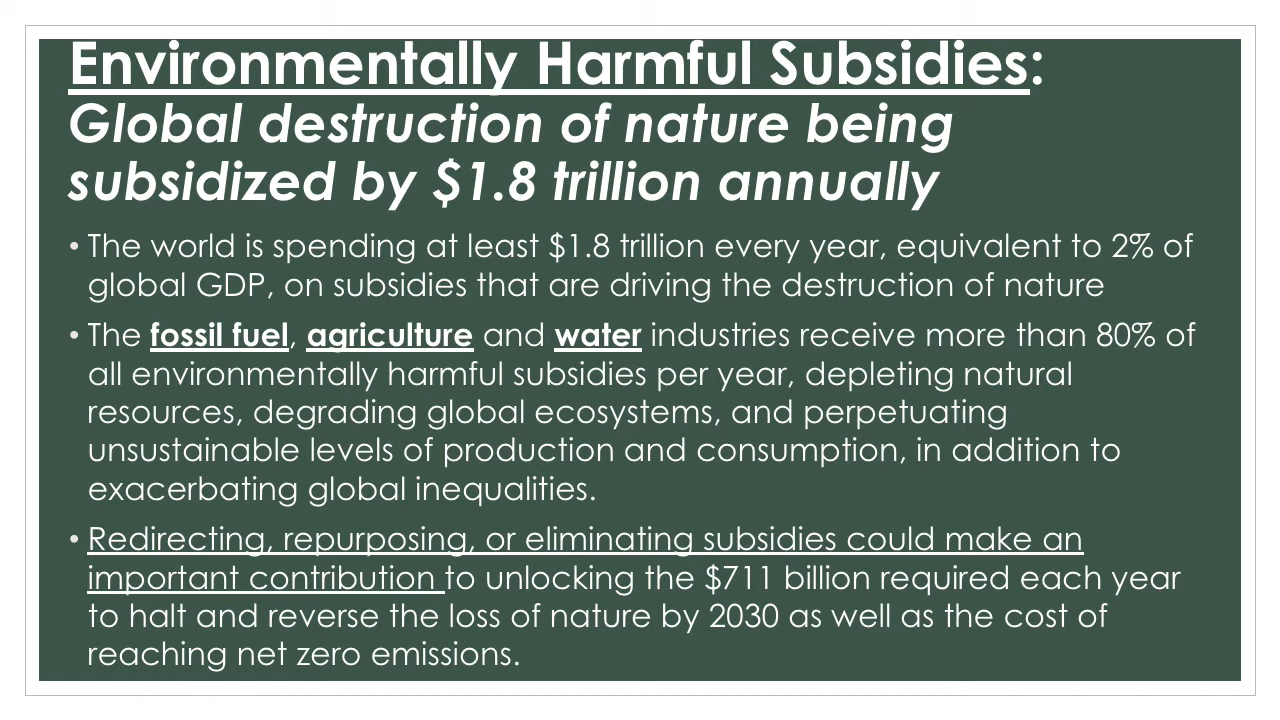 Environmentally Harmful Subsidies:
Global destruction of nature being
subsidized by $1.8 trillion annually
• The world is spending at least $1.8 trillion every year, equivalent to 2% of
global GDP, on subsidies that are driving the destruction of nature
• The fossil fuel, agriculture and water industries receive more than 80% of
all environmentally harmful subsidies per year, depleting natural
resources, degrading global ecosystems, and perpetuating
unsustainable levels of production and consumption, in addition to
exacerbating global inequalities.
• Redirecting, repurposing, or eliminating subsidies could make an
important contribution to unlocking the $711 billion required each year
to halt and reverse the loss of nature by 2030 as well as the cost of
reaching net zero emissions.